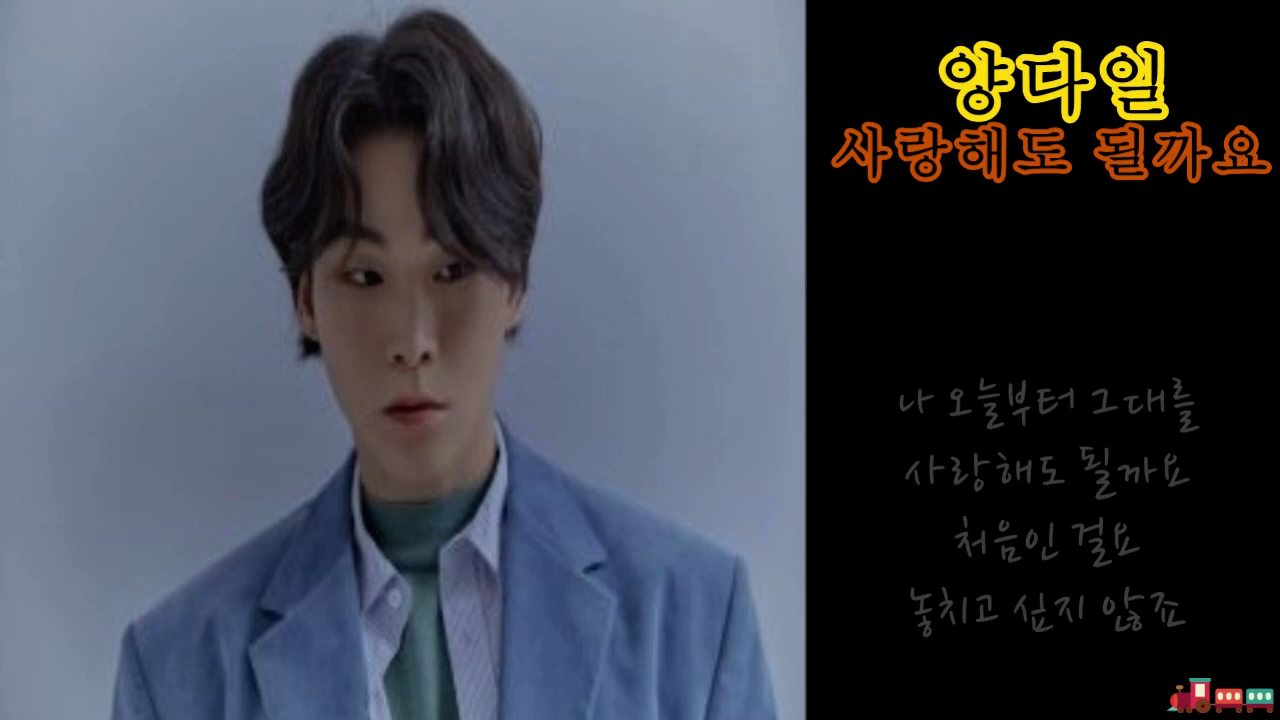 양다일
사랑해도 될까요
나 오늘부터 그대를
사랑해도 될까요
처음인 걸요
놓치고 싶지 않죠